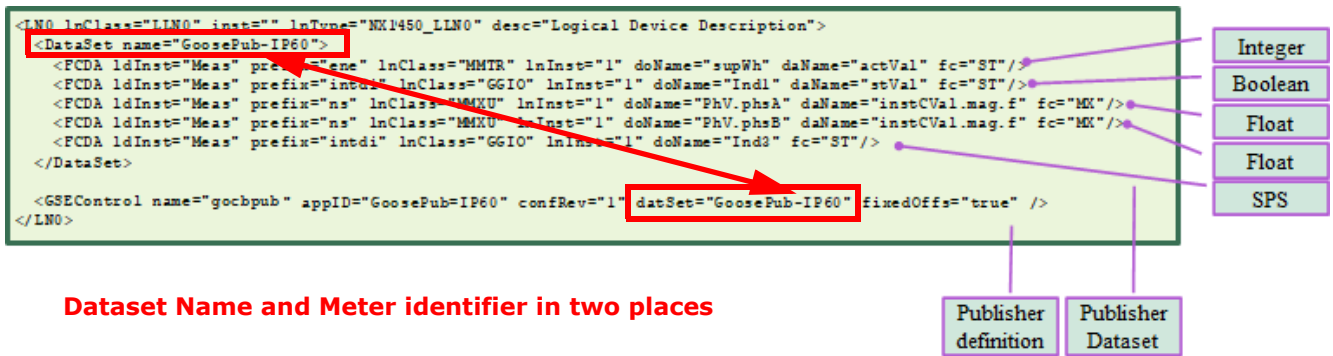 <LN0 lnClass="LLN0" inst="" lnType="NX1450_LLN0" desc="Logical Device Description">
<DataSet name="GoosePub-IP60">
<FCDA ldInst="Meas" prefix="ene" lnClass="MMTR" lnInst="1" doName="supWh" daName="actVal" fc="ST"/>
<FCDA ldInst="Meas" prefix="intdi" lnClass="GGIO" lnInst="1" doName="Ind1" daName="stVal" fc="ST"/>
<FCDA ldInst="Meas" prefix="ns" lnClass="MMXU" lnInst="1" doName="PhV.phsA" daName="instCVal.mag.f" fc="MX"/>
<FCDA ldInst="Meas" prefix="ns" lnClass="MMXU" lnInst="1" doName="PhV.phsB" daName="instCVal.mag.f" fc="MX"/>
<FCDA ldInst="Meas" prefix="intdi" lnClass="GGIO" lnInst="1" doName="Ind3" fc="ST"/>
</DataSet>
<GSEControl name="gocbpub" appID="GoosePub=IP60" confRev="1" datSet="GoosePub-IP60" fixedOffs="true" />
</LN0>
Integer
Boolean
Float
Float
SPS
Dataset Name and Meter identifier in two places
Publisher
definition
Publisher
Dataset